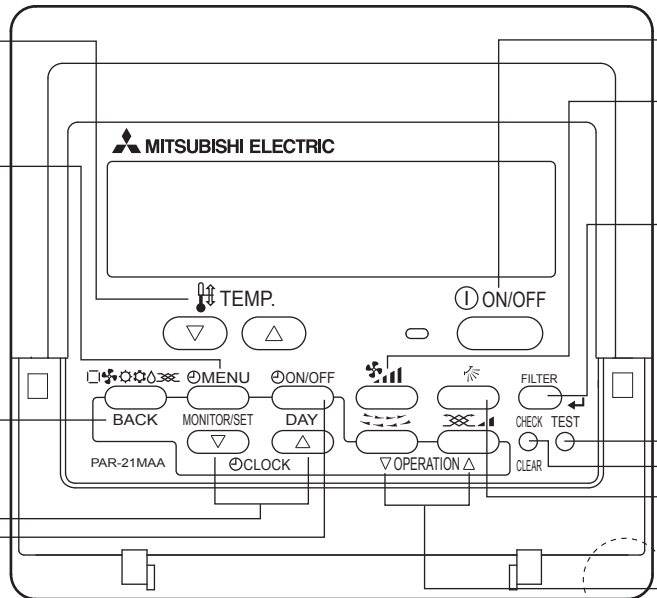 MITSUBISHI ELECTRIC
TEMP. ON/OFF
MENU ON/OFF FILTER
BACK MONITOR/SET DAY CHECK TEST
PAR-21MAA CLOCK OPERATION CLEAR